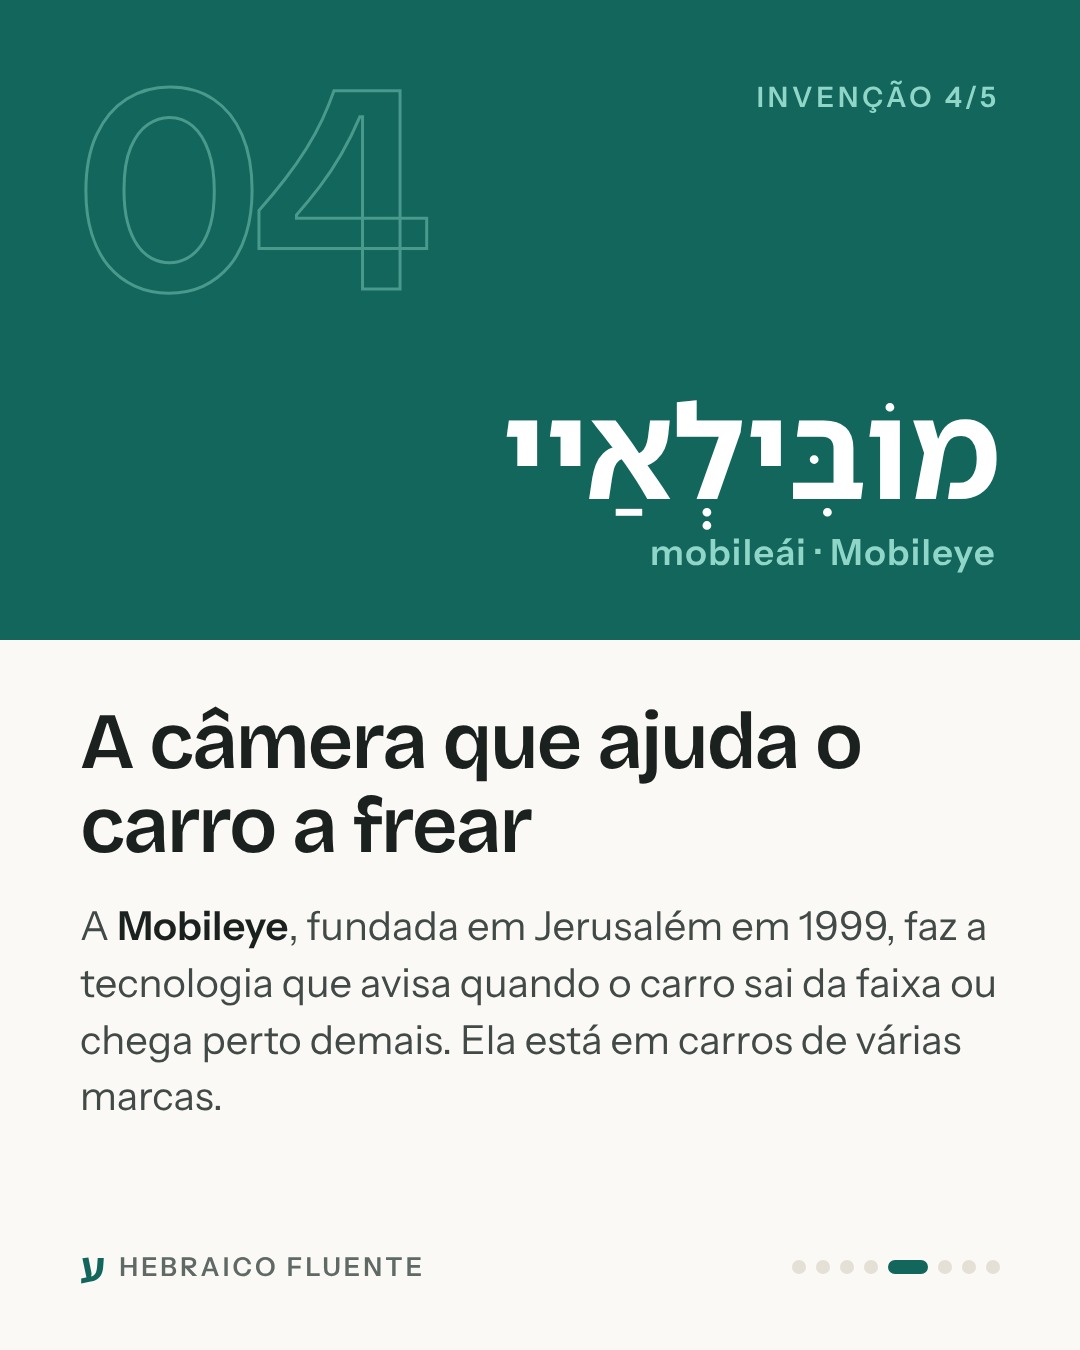 04
INVENÇÃO 4/5
מוֹבִּילְאַיי
mobileái · Mobileye
A câmera que ajuda o
carro a frear
A Mobileye, fundada em Jerusalém em 1999, faz a
tecnologia que avisa quando o carro sai da faixa ou
chega perto demais. Ela está em carros de várias
marcas.
ע HEBRAICO FLUENTE